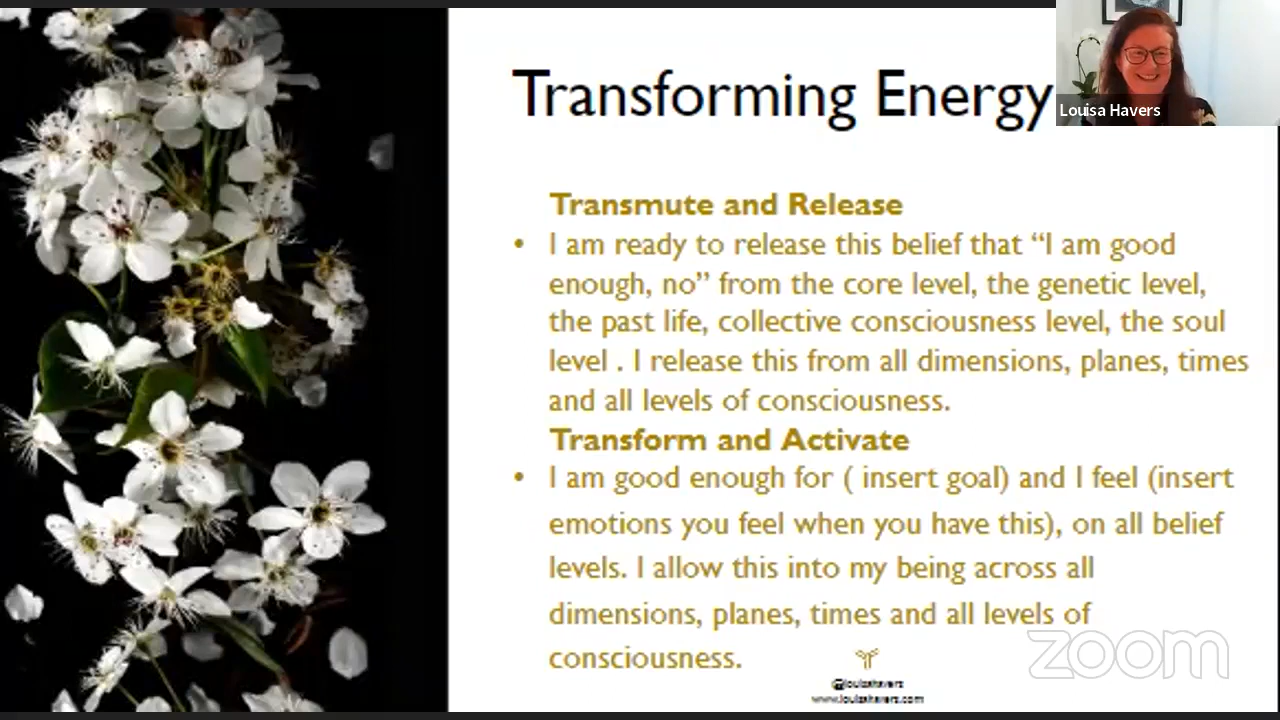 Transforming Energy
Louisa Havers
Transmute and Release
• I am ready to release this belief that “I am good
enough, no” from the core level, the genetic level,
the past life, collective consciousness level, the soul
level . I release this from all dimensions, planes, times
and all levels of consciousness.
Transform and Activate
• I am good enough for ( insert goal) and I feel (insert
emotions you feel when you have this), on all belief
levels. I allow this into my being across all
dimensions, planes, times and all levels of
consciousness.
zoom
@louisahavers
www.louisahavers.com